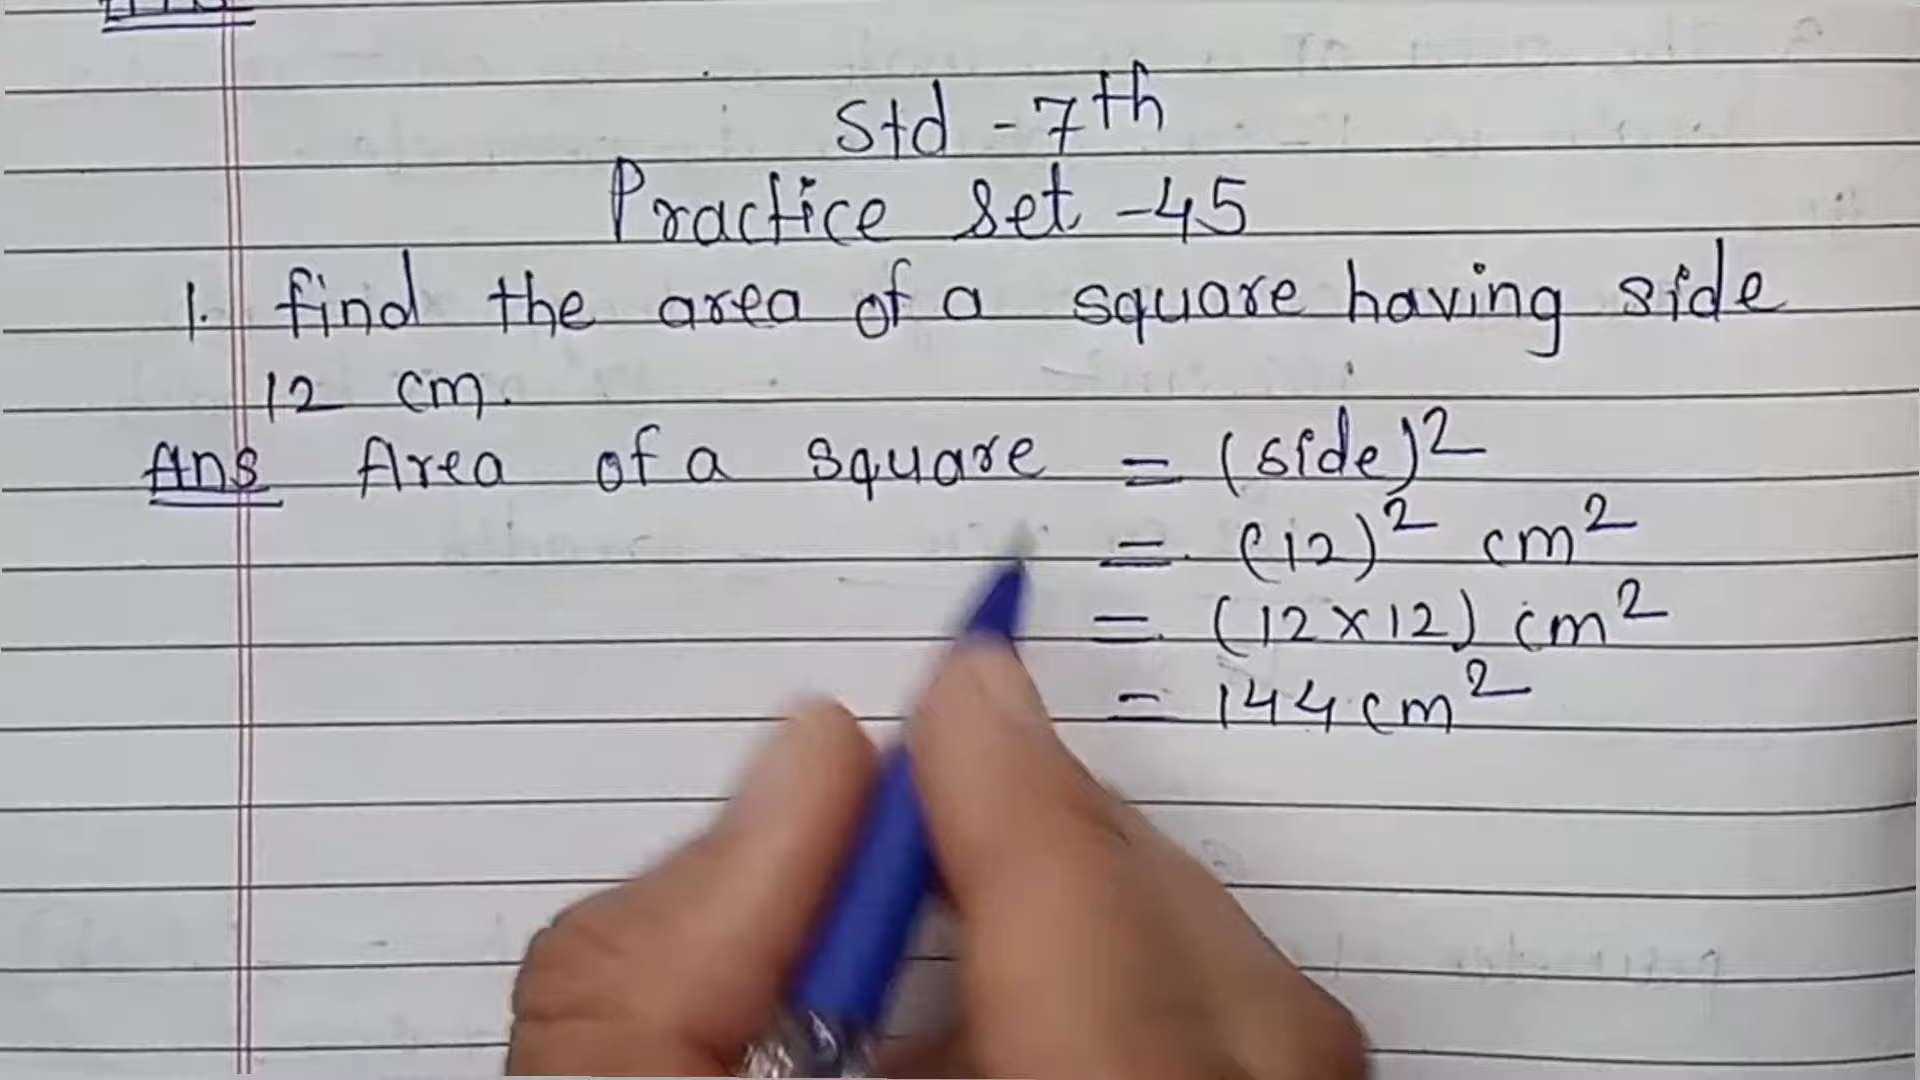 Std - 7th
Practice set - 45
1. find the area of a square having side
12 cm.
Ans Area of a square = (side)²
= (12)² cm²
= (12 × 12) cm²
= 144 cm²